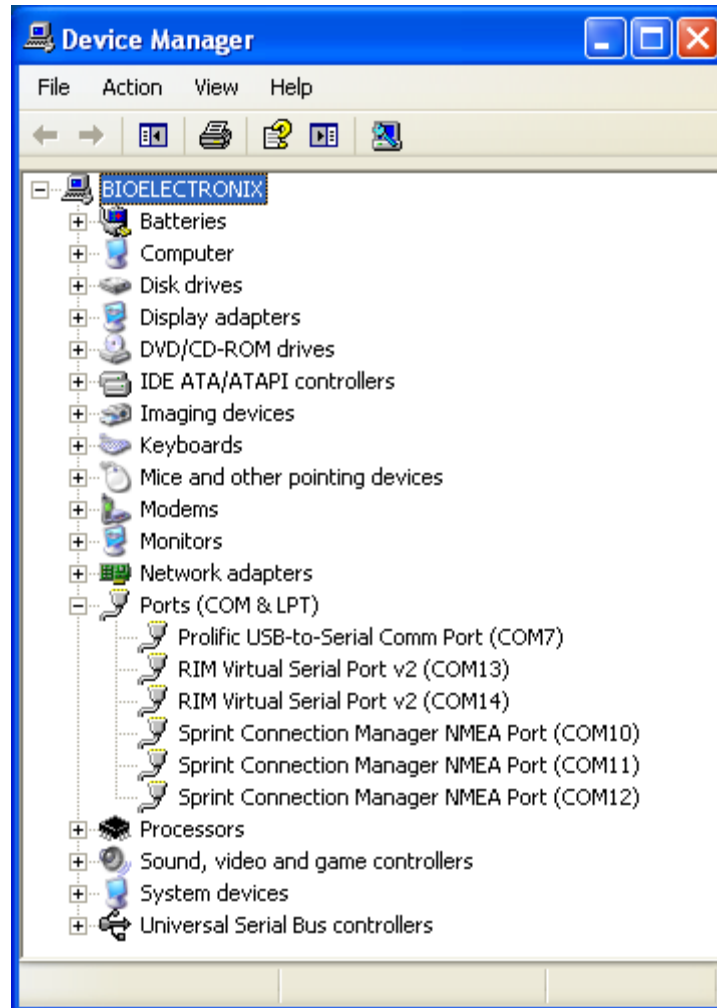 Device Manager
File Action View Help
BIOELECTRONIX
Batteries
Computer
Disk drives
Display adapters
DVD/CD-ROM drives
IDE ATA/ATAPI controllers
Imaging devices
Keyboards
Mice and other pointing devices
Modems
Monitors
Network adapters
Ports (COM & LPT)
Prolific USB-to-Serial Comm Port (COM7)
RIM Virtual Serial Port v2 (COM13)
RIM Virtual Serial Port v2 (COM14)
Sprint Connection Manager NMEA Port (COM10)
Sprint Connection Manager NMEA Port (COM11)
Sprint Connection Manager NMEA Port (COM12)
Processors
Sound, video and game controllers
System devices
Universal Serial Bus controllers